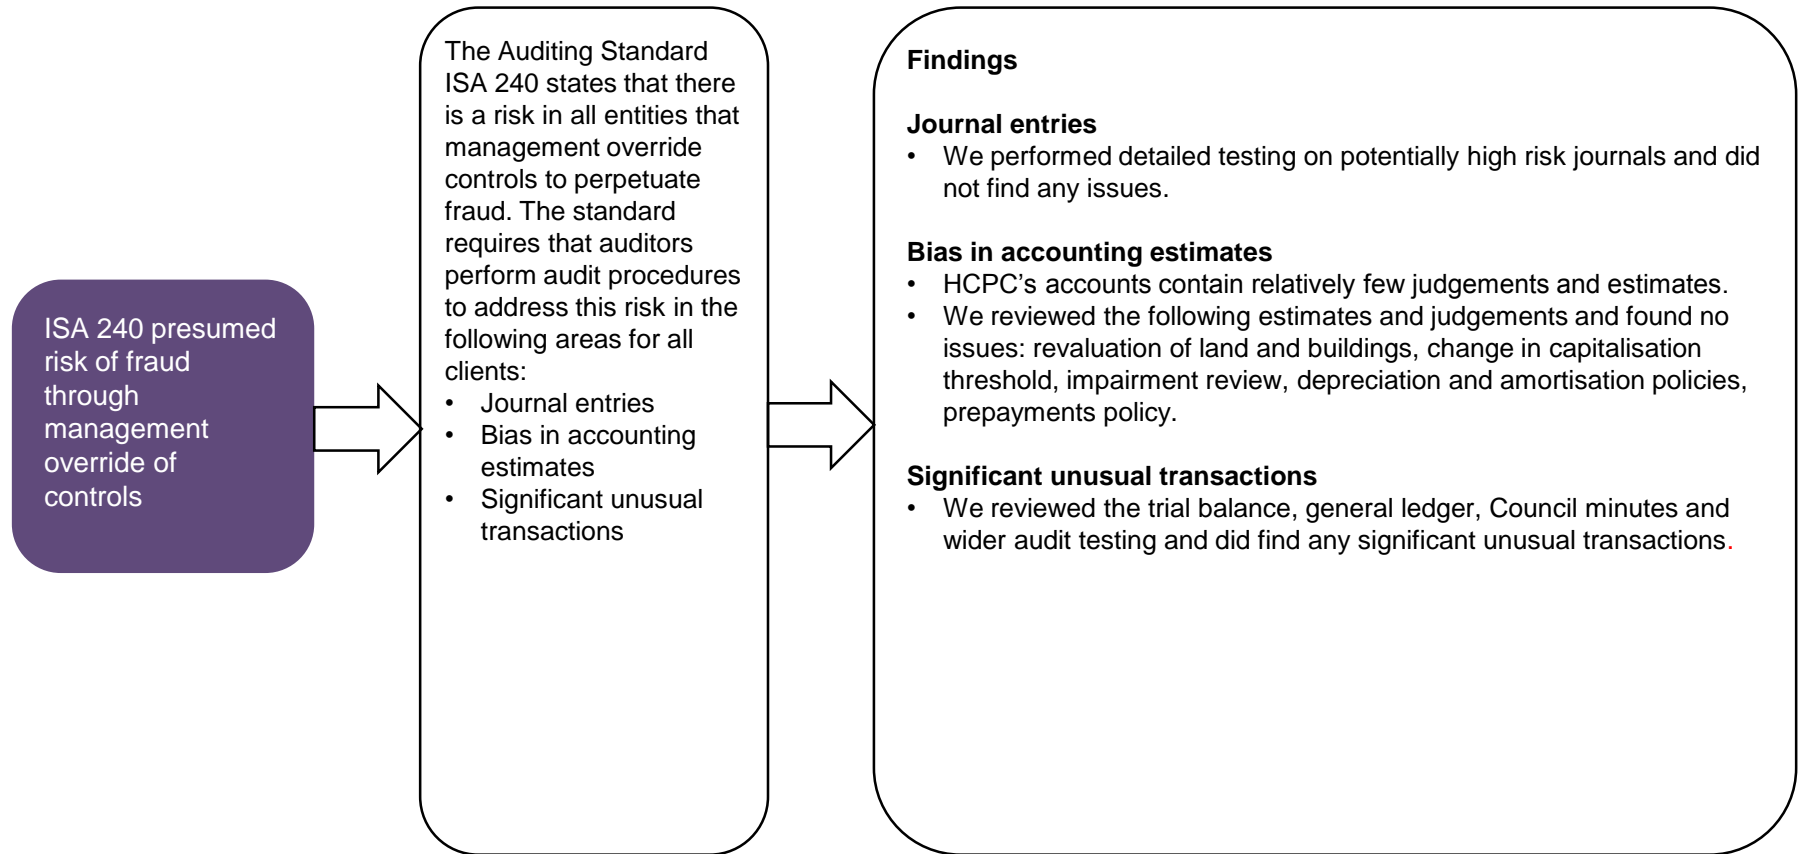 ISA 240 presumed
risk of fraud
through
management
override of
controls
The Auditing Standard
ISA 240 states that there
is a risk in all entities that
management override
controls to perpetuate
fraud. The standard
requires that auditors
perform audit procedures
to address this risk in the
following areas for all
clients:
• Journal entries
• Bias in accounting
estimates
• Significant unusual
transactions
Findings
Journal entries
• We performed detailed testing on potentially high risk journals and did
not find any issues.
Bias in accounting estimates
• HCPC’s accounts contain relatively few judgements and estimates.
• We reviewed the following estimates and judgements and found no
issues: revaluation of land and buildings, change in capitalisation
threshold, impairment review, depreciation and amortisation policies,
prepayments policy.
Significant unusual transactions
• We reviewed the trial balance, general ledger, Council minutes and
wider audit testing and did find any significant unusual transactions.